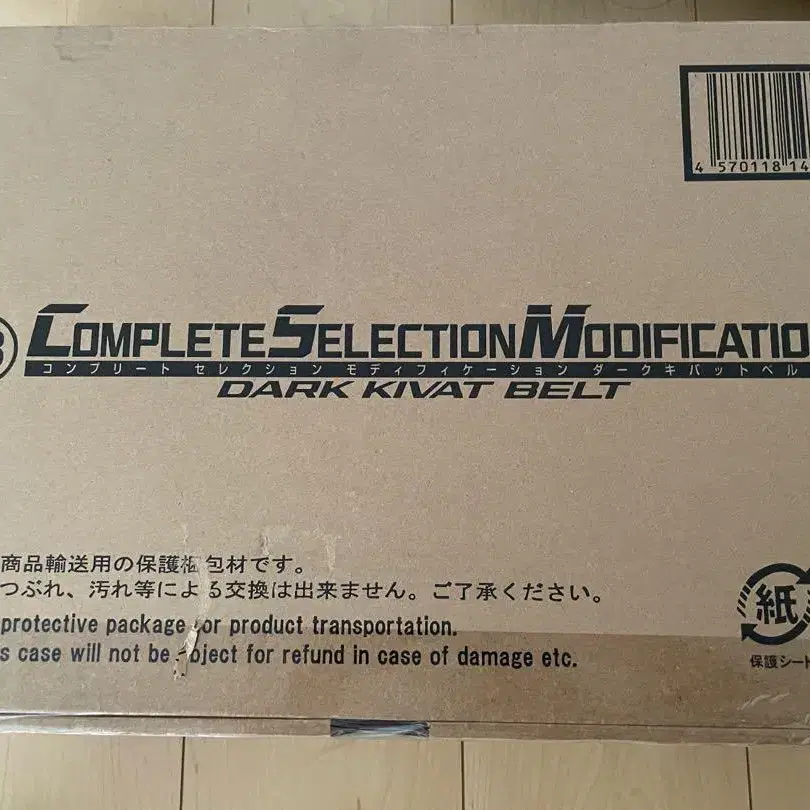 4 570118 14
COMPLETE SELECTION MODIFICATIO
コンプリート セレクション モディフィケーション ダークキバットベル
DARK KIVAT BELT
商品輸送用の保護梱包材です。
つぶれ、汚れ等による交換は出来ません。ご了承ください。
protective package for product transportation.
s case will not be object for refund in case of damage etc.
紙
保護シート